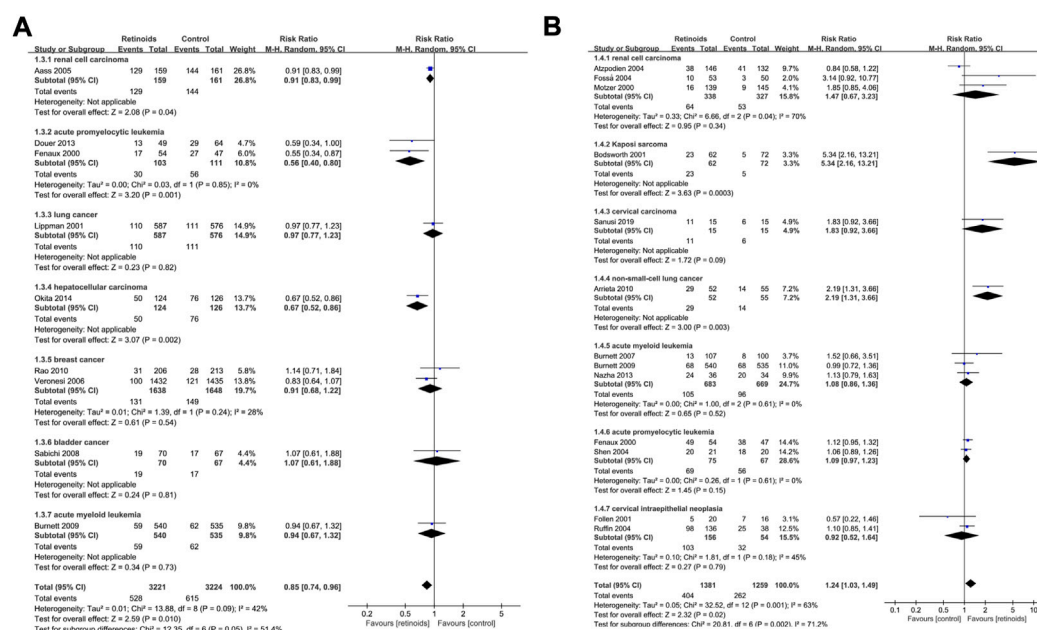 A
Retinoids Control Risk Ratio Risk Ratio
Study or Subgroup Events Total Events Total Weight M-H, Random, 95% CI M-H, Random, 95% CI
1.3.1 renal cell carcinoma
Aass 2005 129 159 144 161 26.8% 0.91 [0.83, 0.99]
Subtotal (95% CI) 159 161 26.8% 0.91 [0.83, 0.99]
Total events 129 144
Heterogeneity: Not applicable
Test for overall effect: Z = 2.08 (P = 0.04)
1.3.2 acute promyelocytic leukemia
Douer 2013 13 49 29 64 4.7% 0.59 [0.34, 1.00]
Fenaux 2000 17 54 27 47 6.1% 0.55 [0.34, 0.87]
Subtotal (95% CI) 103 111 10.8% 0.56 [0.40, 0.80]
Total events 30 56
Heterogeneity: Tau² = 0.00; Chi² = 0.03, df = 1 (P = 0.85); I² = 0%
Test for overall effect: Z = 3.20 (P = 0.001)
1.3.3 lung cancer
Lippman 2001 110 587 111 576 14.9% 0.97 [0.77, 1.23]
Subtotal (95% CI) 587 576 14.9% 0.97 [0.77, 1.23]
Total events 110 111
Heterogeneity: Not applicable
Test for overall effect: Z = 0.23 (P = 0.82)
1.3.4 hepatocellular carcinoma
Okita 2014 50 124 76 126 13.7% 0.67 [0.52, 0.86]
Subtotal (95% CI) 124 126 13.7% 0.67 [0.52, 0.86]
Total events 50 76
Heterogeneity: Not applicable
Test for overall effect: Z = 3.07 (P = 0.002)
1.3.5 breast cancer
Rao 2010 31 206 28 213 5.8% 1.14 [0.71, 1.84]
Veronesi 2006 100 1432 121 1435 13.8% 0.83 [0.64, 1.07]
Subtotal (95% CI) 1638 1648 19.7% 0.91 [0.68, 1.22]
Total events 131 149
Heterogeneity: Tau² = 0.01; Chi² = 1.39, df = 1 (P = 0.24); I² = 28%
Test for overall effect: Z = 0.61 (P = 0.54)
1.3.6 bladder cancer
Sabichi 2008 19 70 17 67 4.4% 1.07 [0.61, 1.88]
Subtotal (95% CI) 70 67 4.4% 1.07 [0.61, 1.88]
Total events 19 17
Heterogeneity: Not applicable
Test for overall effect: Z = 0.24 (P = 0.81)
1.3.7 acute myeloid leukemia
Burnett 2009 59 540 62 535 9.8% 0.94 [0.67, 1.32]
Subtotal (95% CI) 540 535 9.8% 0.94 [0.67, 1.32]
Total events 59 62
Heterogeneity: Not applicable
Test for overall effect: Z = 0.34 (P = 0.73)
Total (95% CI) 3221 3224 100.0% 0.85 [0.74, 0.96]
Total events 528 615
Heterogeneity: Tau² = 0.01; Chi² = 13.88, df = 8 (P = 0.09); I² = 42%
Test for overall effect: Z = 2.59 (P = 0.010)
Test for subgroup differences: Chi² = 12.35, df = 6 (P = 0.05), I² = 51.4%
0.2 0.5 1 2 5
Favours [retinoids] Favours [control]
B
Retinoids Control Risk Ratio Risk Ratio
Study or Subgroup Events Total Events Total Weight M-H, Random, 95% CI M-H, Random, 95% CI
1.4.1 renal cell carcinoma
Atzpodien 2004 38 146 41 132 9.7% 0.84 [0.58, 1.22]
Fosså 2004 10 53 3 50 2.1% 3.14 [0.92, 10.77]
Motzer 2000 16 139 9 145 4.1% 1.85 [0.85, 4.06]
Subtotal (95% CI) 338 327 15.8% 1.47 [0.67, 3.23]
Total events 64 53
Heterogeneity: Tau² = 0.33; Chi² = 6.66, df = 2 (P = 0.04); I² = 70%
Test for overall effect: Z = 0.95 (P = 0.34)
1.4.2 Kaposi sarcoma
Bodsworth 2001 23 62 5 72 3.3% 5.34 [2.16, 13.21]
Subtotal (95% CI) 62 72 3.3% 5.34 [2.16, 13.21]
Total events 23 5
Heterogeneity: Not applicable
Test for overall effect: Z = 3.63 (P = 0.0003)
1.4.3 cervical carcinoma
Sanusi 2019 11 15 6 15 4.9% 1.83 [0.92, 3.66]
Subtotal (95% CI) 15 15 4.9% 1.83 [0.92, 3.66]
Total events 11 6
Heterogeneity: Not applicable
Test for overall effect: Z = 1.72 (P = 0.09)
1.4.4 non-small-cell lung cancer
Arrieta 2010 29 52 14 55 7.2% 2.19 [1.31, 3.66]
Subtotal (95% CI) 52 55 7.2% 2.19 [1.31, 3.66]
Total events 29 14
Heterogeneity: Not applicable
Test for overall effect: Z = 3.00 (P = 0.003)
1.4.5 acute myeloid leukemia
Burnett 2007 13 107 8 100 3.7% 1.52 [0.66, 3.51]
Burnett 2009 68 540 68 535 11.0% 0.99 [0.72, 1.36]
Nazha 2013 24 36 20 34 9.9% 1.13 [0.79, 1.63]
Subtotal (95% CI) 683 669 24.7% 1.08 [0.86, 1.36]
Total events 105 96
Heterogeneity: Tau² = 0.00; Chi² = 1.00, df = 2 (P = 0.61); I² = 0%
Test for overall effect: Z = 0.65 (P = 0.52)
1.4.6 acute promyelocytic leukemia
Fenaux 2000 49 54 38 47 14.4% 1.12 [0.95, 1.32]
Shen 2004 20 21 18 20 14.2% 1.06 [0.89, 1.26]
Subtotal (95% CI) 75 67 28.6% 1.09 [0.97, 1.23]
Total events 69 56
Heterogeneity: Tau² = 0.00; Chi² = 0.26, df = 1 (P = 0.61); I² = 0%
Test for overall effect: Z = 1.45 (P = 0.15)
1.4.7 cervical intraepithelial neoplasia
Follen 2001 5 20 7 16 3.1% 0.57 [0.22, 1.46]
Ruffin 2004 98 136 25 38 12.4% 1.10 [0.85, 1.41]
Subtotal (95% CI) 156 54 15.5% 0.92 [0.52, 1.64]
Total events 103 32
Heterogeneity: Tau² = 0.10; Chi² = 1.81, df = 1 (P = 0.18); I² = 45%
Test for overall effect: Z = 0.27 (P = 0.79)
Total (95% CI) 1381 1259 100.0% 1.24 [1.03, 1.49]
Total events 404 262
Heterogeneity: Tau² = 0.05; Chi² = 32.52, df = 12 (P = 0.001); I² = 63%
Test for overall effect: Z = 2.32 (P = 0.02)
Test for subgroup differences: Chi² = 20.81, df = 6 (P = 0.002), I² = 71.2%
0.1 0.2 0.5 1 2 5 10
Favours [control] Favours [retinoids]